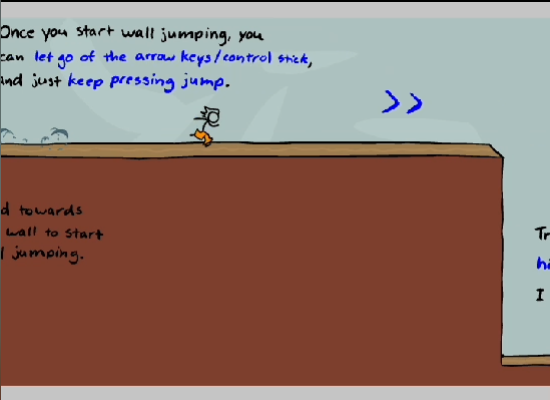 Once you start wall jumping, you
can let go of the arrow keys/control stick,
and just keep pressing jump.
>>
d towards
wall to start
l jumping.
Tr
hi
I